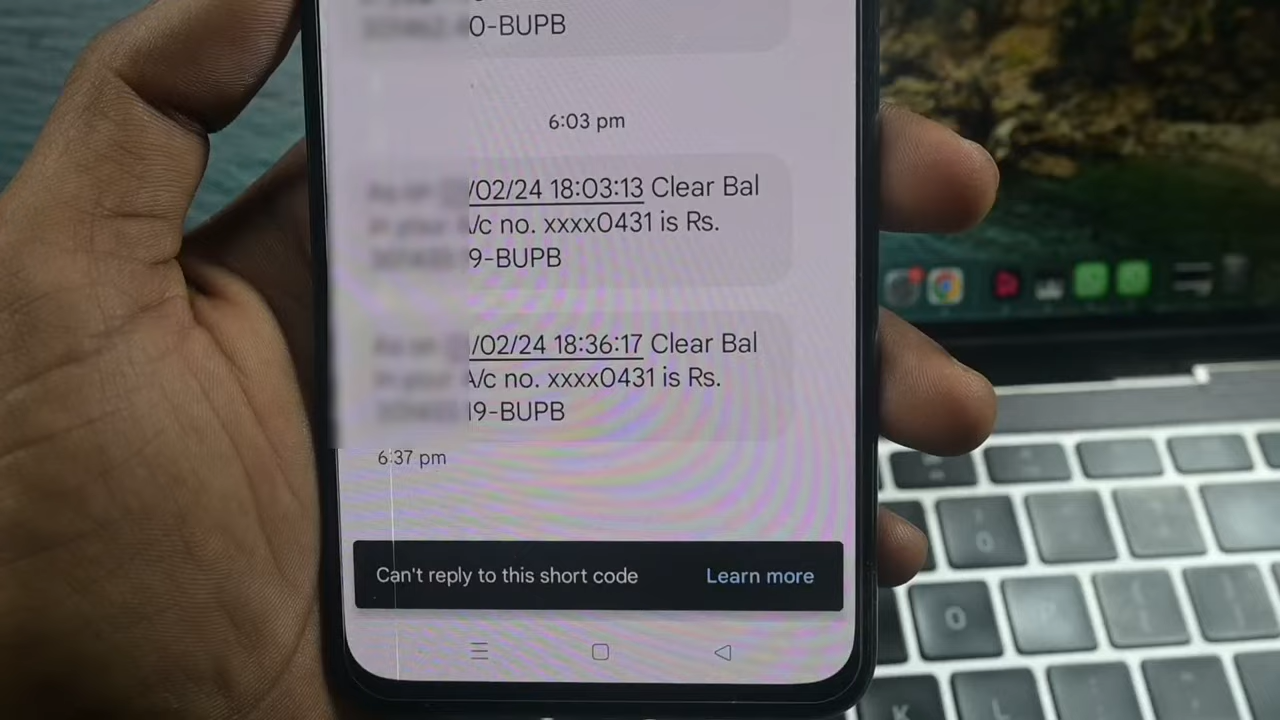 0-BUPB
6:03 pm
/02/24 18:03:13 Clear Bal
/c no. xxxx0431 is Rs.
9-BUPB
/02/24 18:36:17 Clear Bal
A/c no. xxxx0431 is Rs.
19-BUPB
6:37 pm
Can't reply to this short code Learn more
O
O
K
L